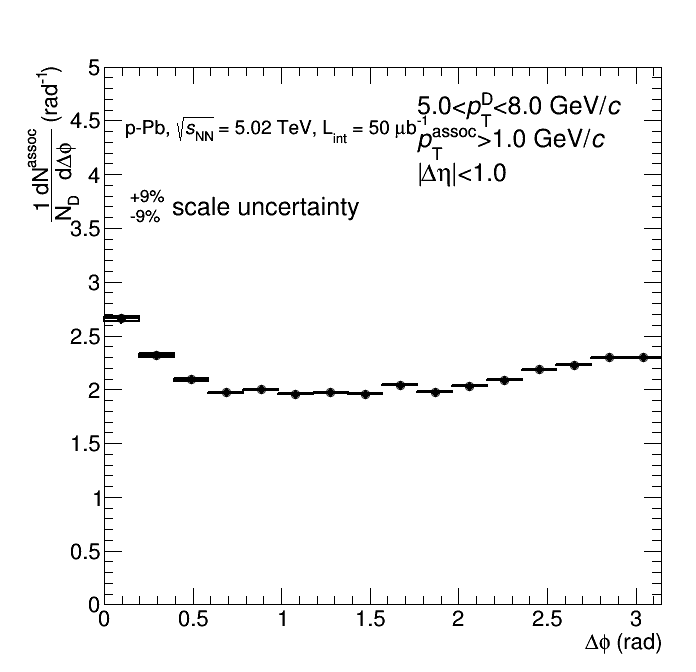 1 dN^assoc / N_D dΔϕ (rad⁻¹)
p-Pb, √s_NN = 5.02 TeV, L_int = 50 μb⁻¹
5.0<p_T^D<8.0 GeV/c
p_T^assoc>1.0 GeV/c
|Δη|<1.0
+9%
-9% scale uncertainty
5
4.5
4
3.5
3
2.5
2
1.5
1
0.5
0
0 0.5 1 1.5 2 2.5 3
Δϕ (rad)